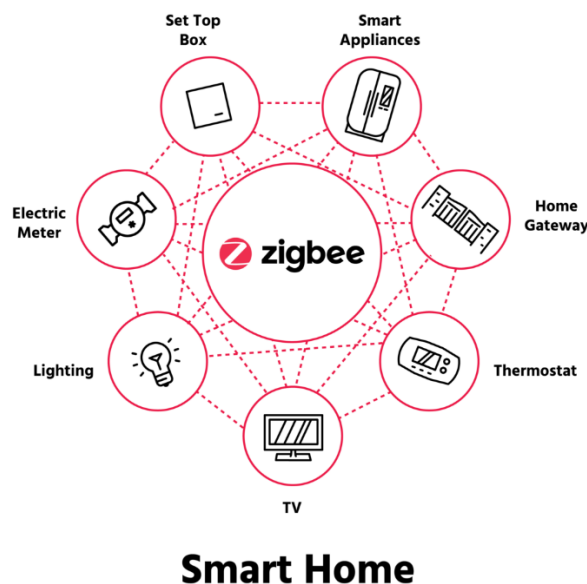 Set Top
Box
Smart
Appliances
Electric
Meter
zigbee
Home
Gateway
Lighting
Thermostat
TV
Smart Home